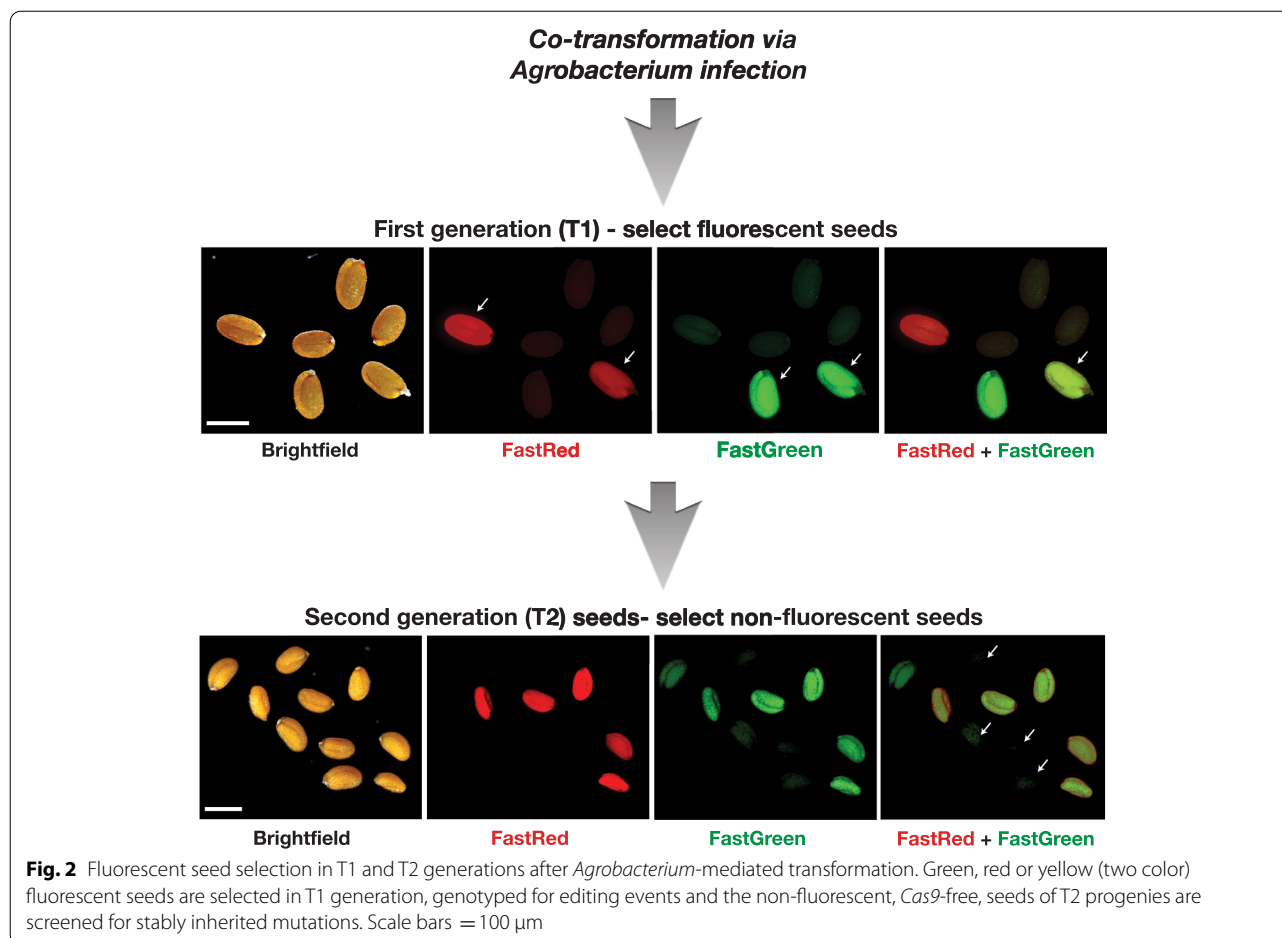 Co-transformation via
Agrobacterium infection
First generation (T1) - select fluorescent seeds
Brightfield FastRed FastGreen FastRed + FastGreen
Second generation (T2) seeds- select non-fluorescent seeds
Brightfield FastRed FastGreen FastRed + FastGreen
Fig. 2 Fluorescent seed selection in T1 and T2 generations after Agrobacterium-mediated transformation. Green, red or yellow (two color)
fluorescent seeds are selected in T1 generation, genotyped for editing events and the non-fluorescent, Cas9-free, seeds of T2 progenies are
screened for stably inherited mutations. Scale bars = 100 µm